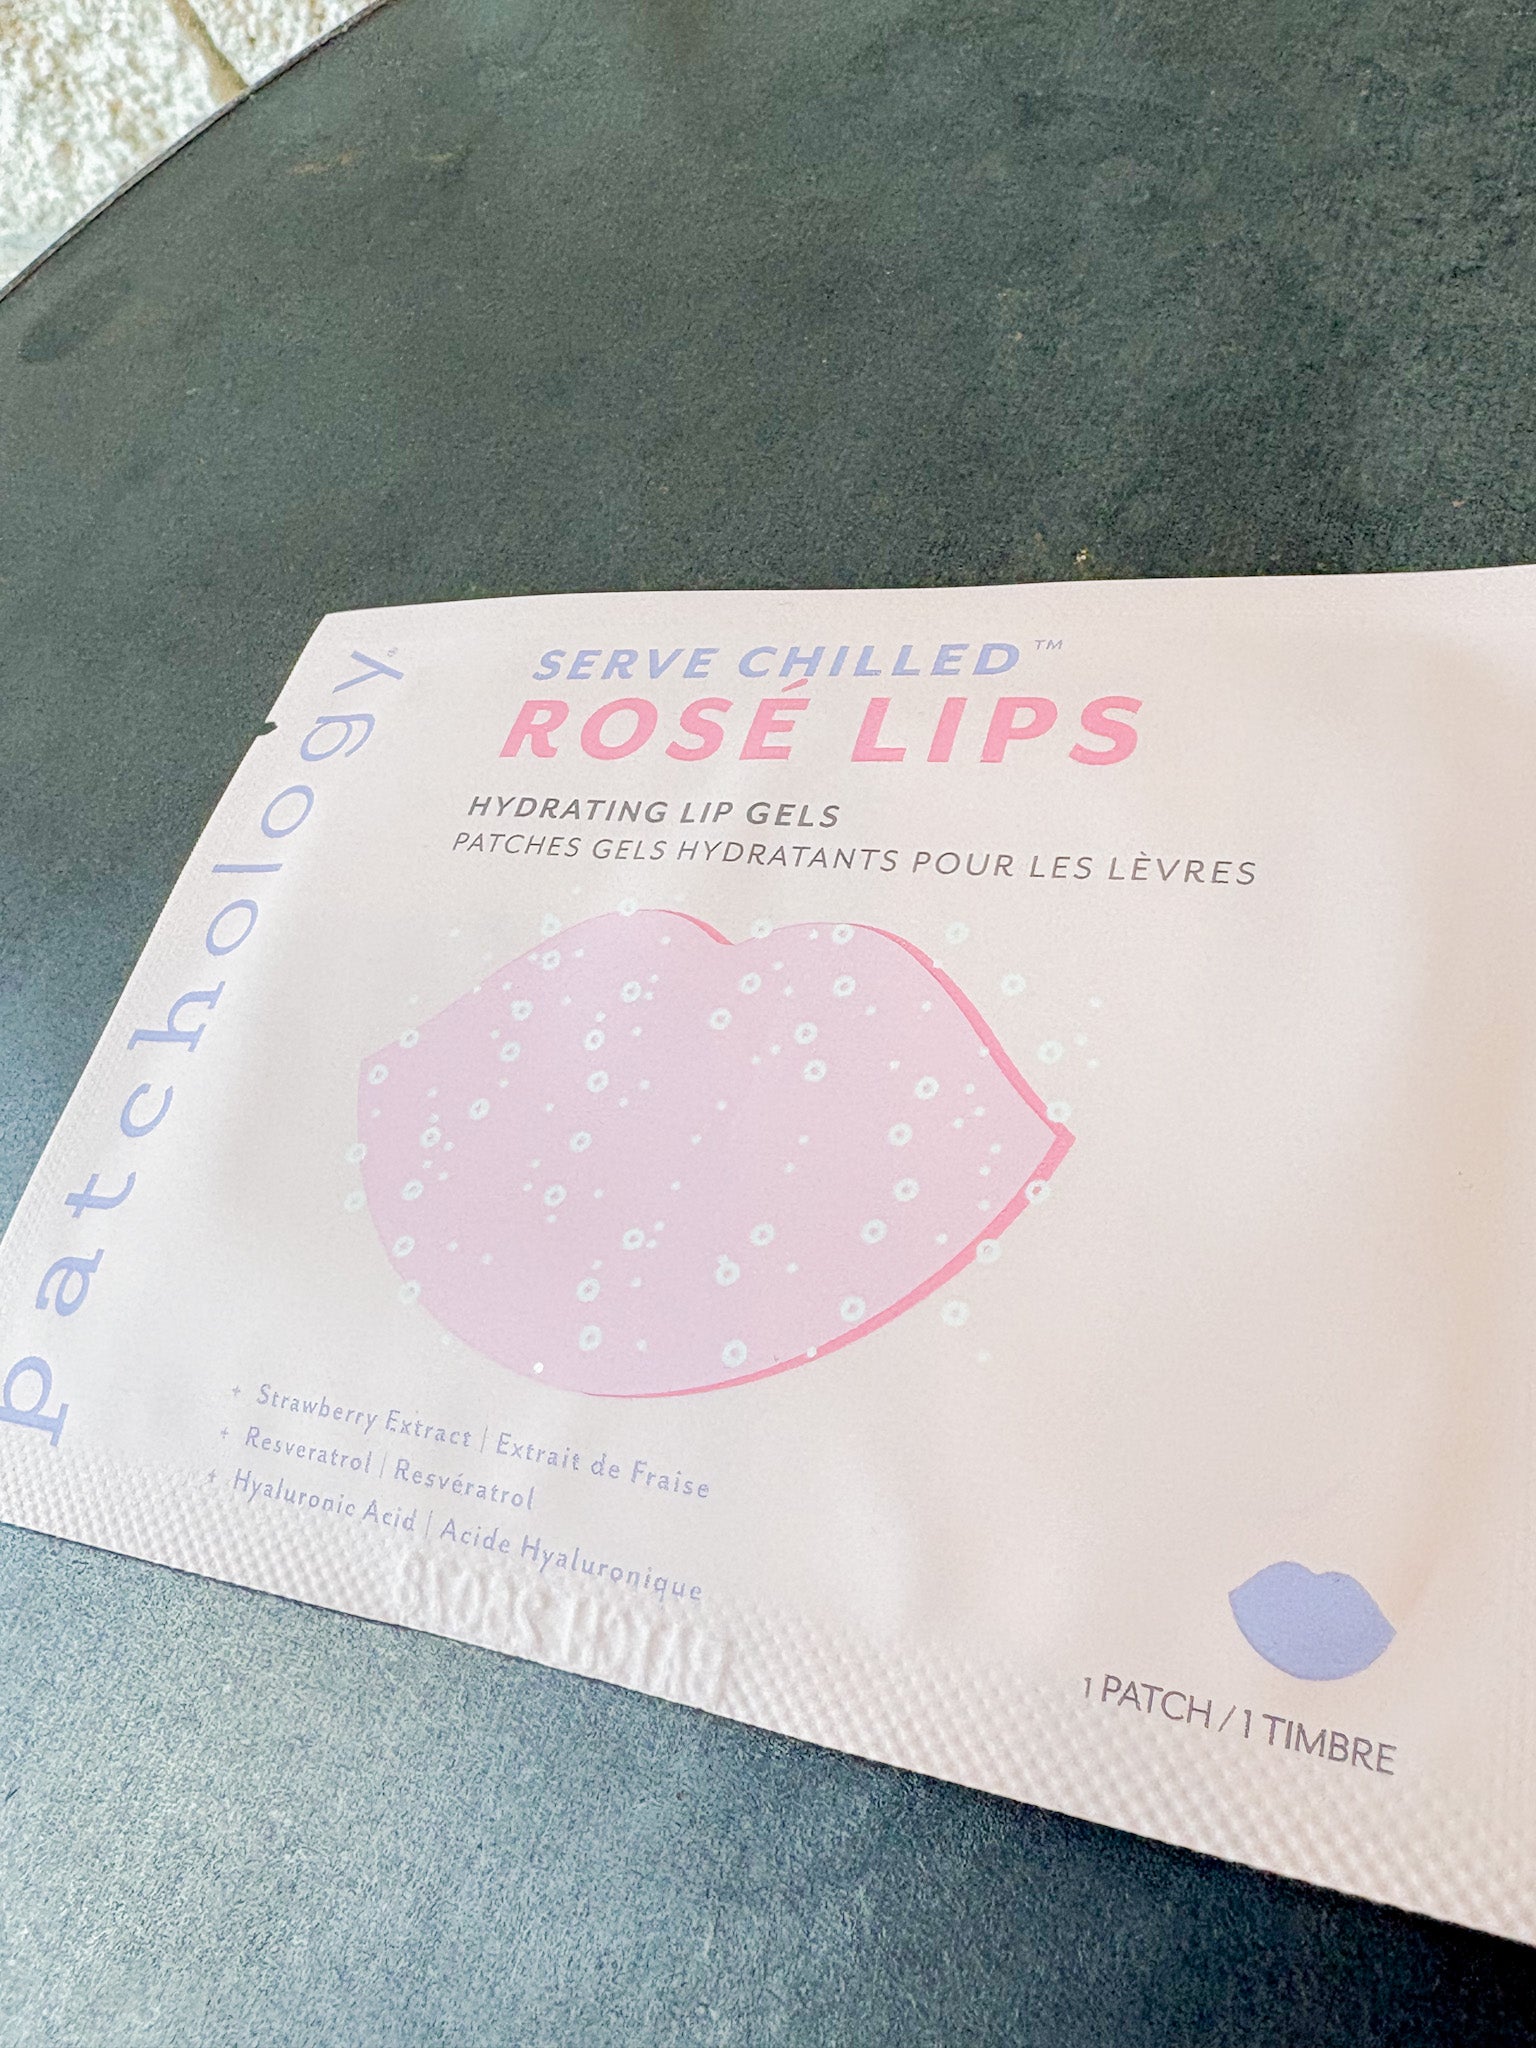 patchology®
SERVE CHILLED™
ROSÉ LIPS
HYDRATING LIP GELS
PATCHES GELS HYDRATANTS POUR LES LÈVRES
+ Strawberry Extract | Extrait de Fraise
+ Resveratrol | Resvératrol
+ Hyaluronic Acid | Acide Hyaluronique
1 PATCH / 1 TIMBRE